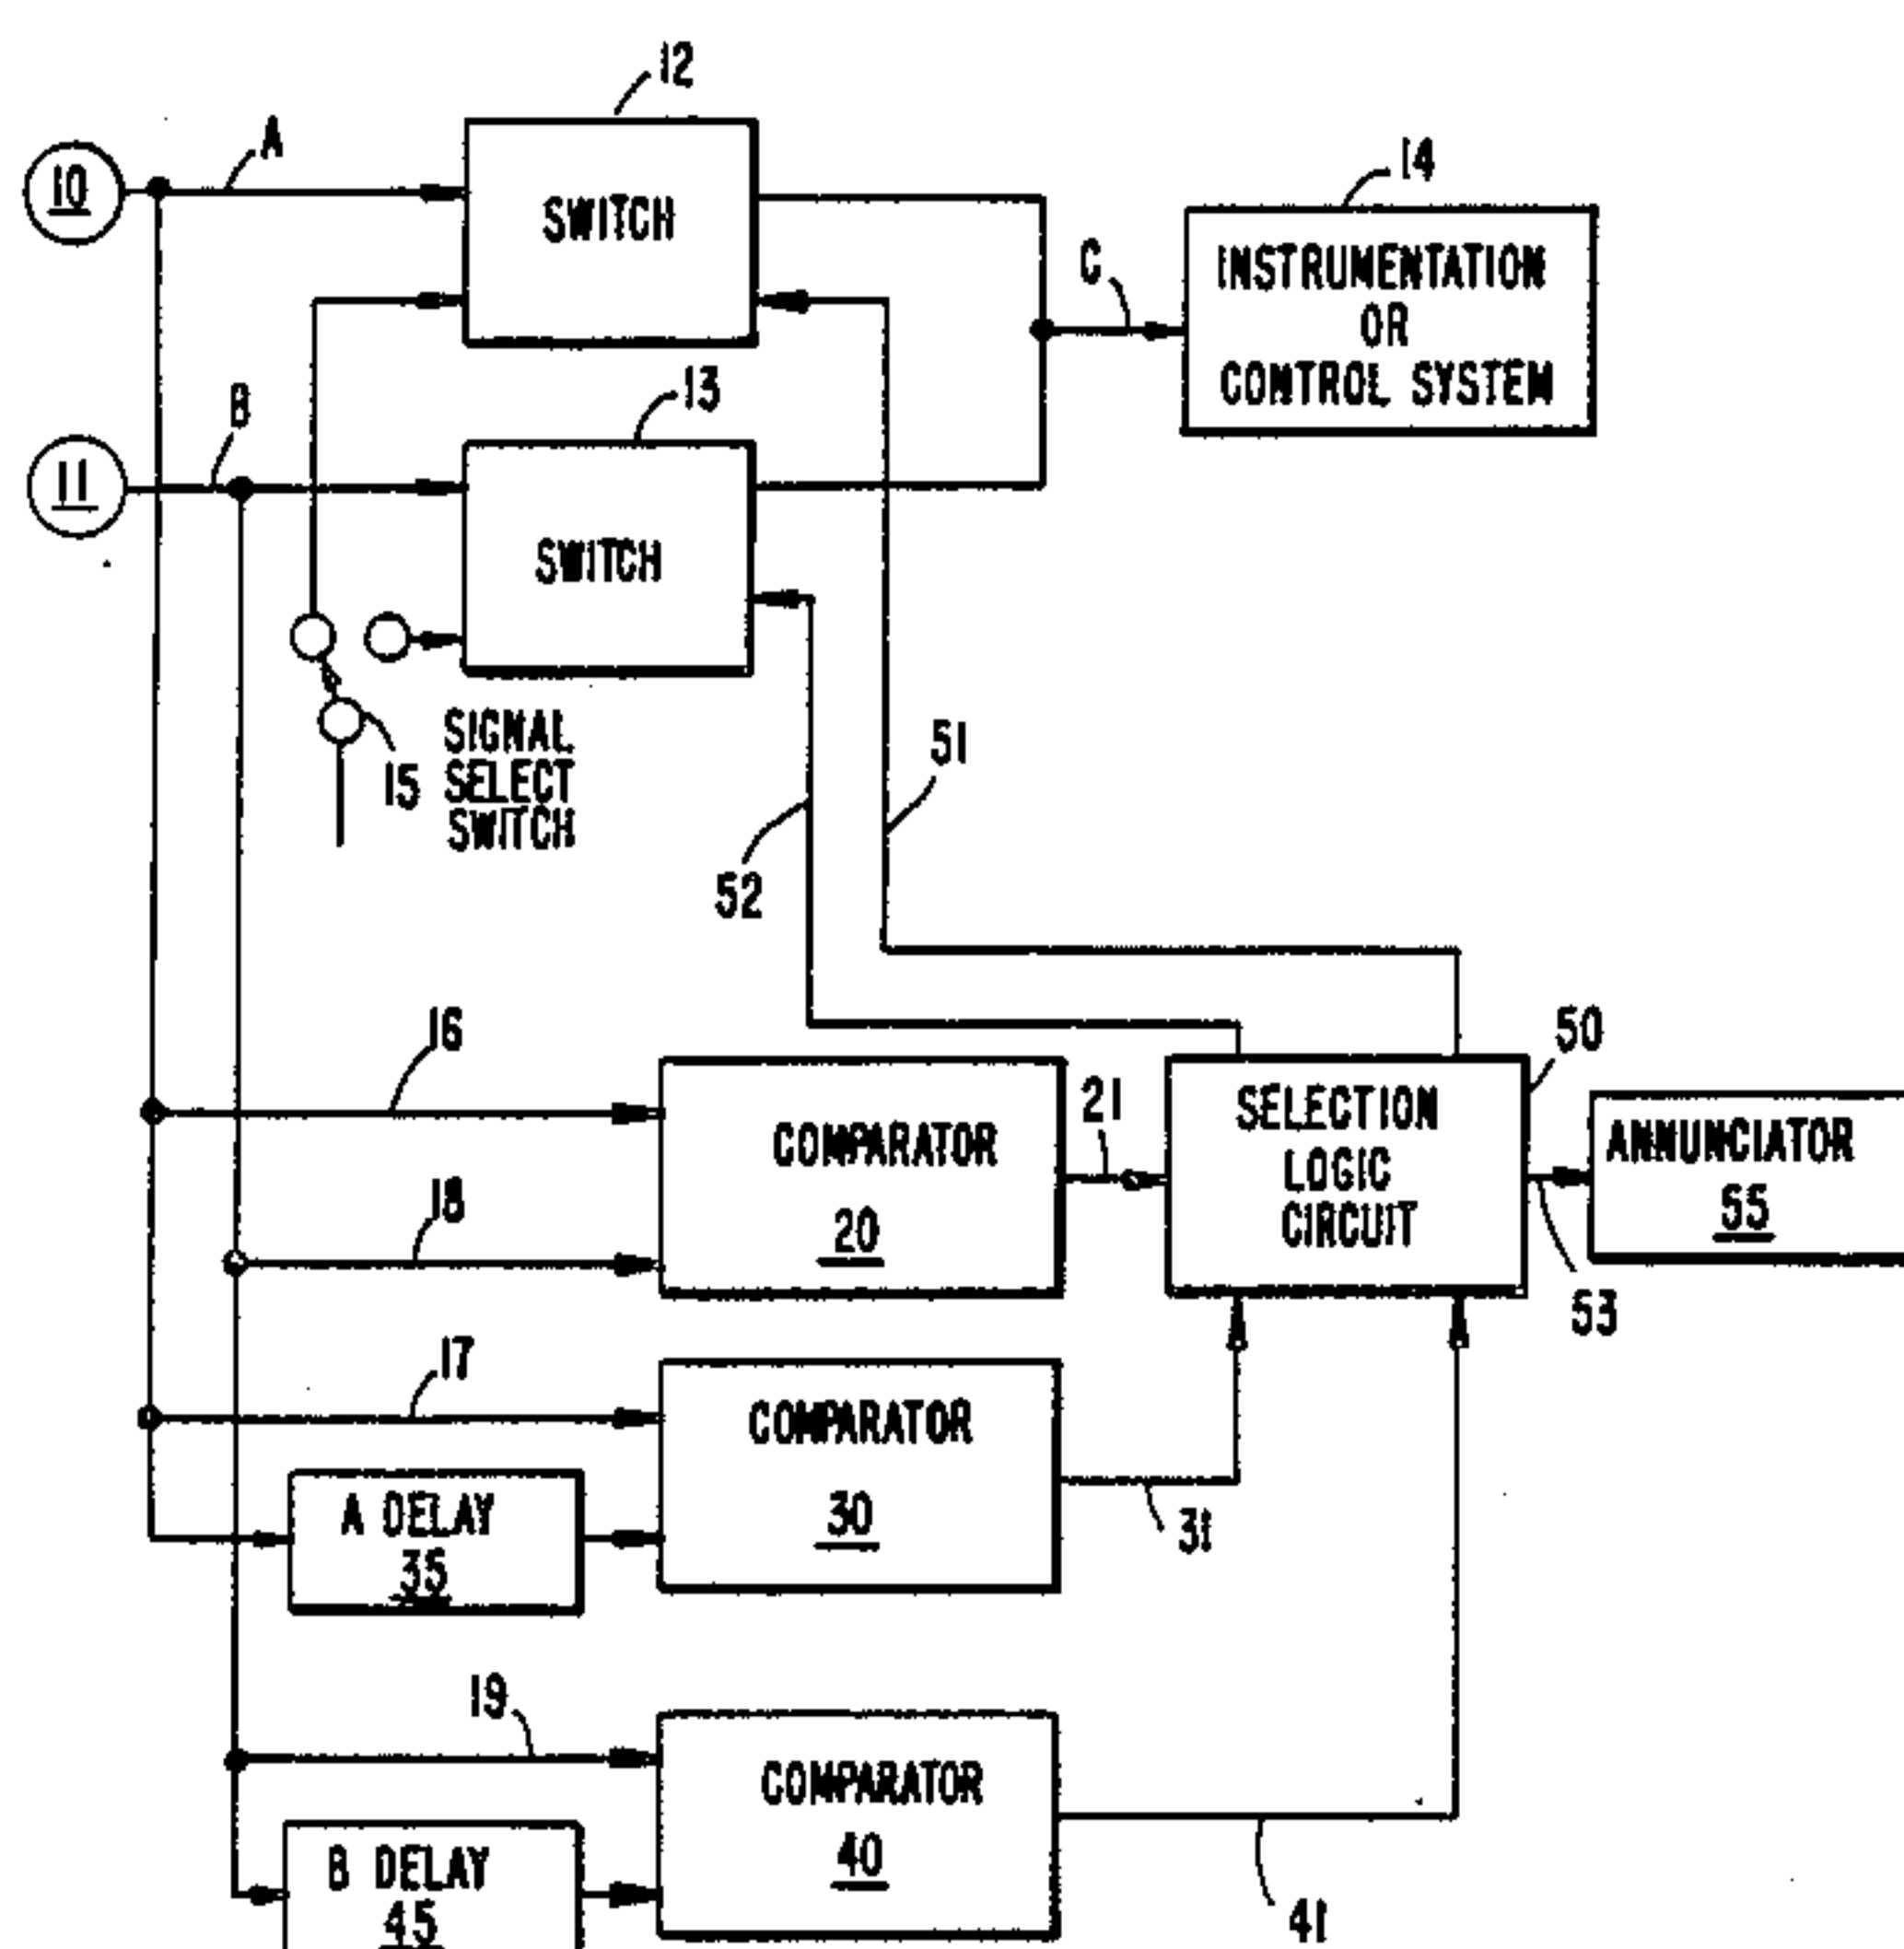 12
A
10
SWITCH
14
C
INSTRUMENTATION
OR
CONTROL SYSTEM
B
13
11
SWITCH
15
SIGNAL
SELECT
SWITCH
51
52
16
50
21
COMPARATOR
20
SELECTION
LOGIC
CIRCUIT
ANNUNCIATOR
55
18
53
17
COMPARATOR
30
31
A DELAY
35
19
COMPARATOR
40
B DELAY
45
41